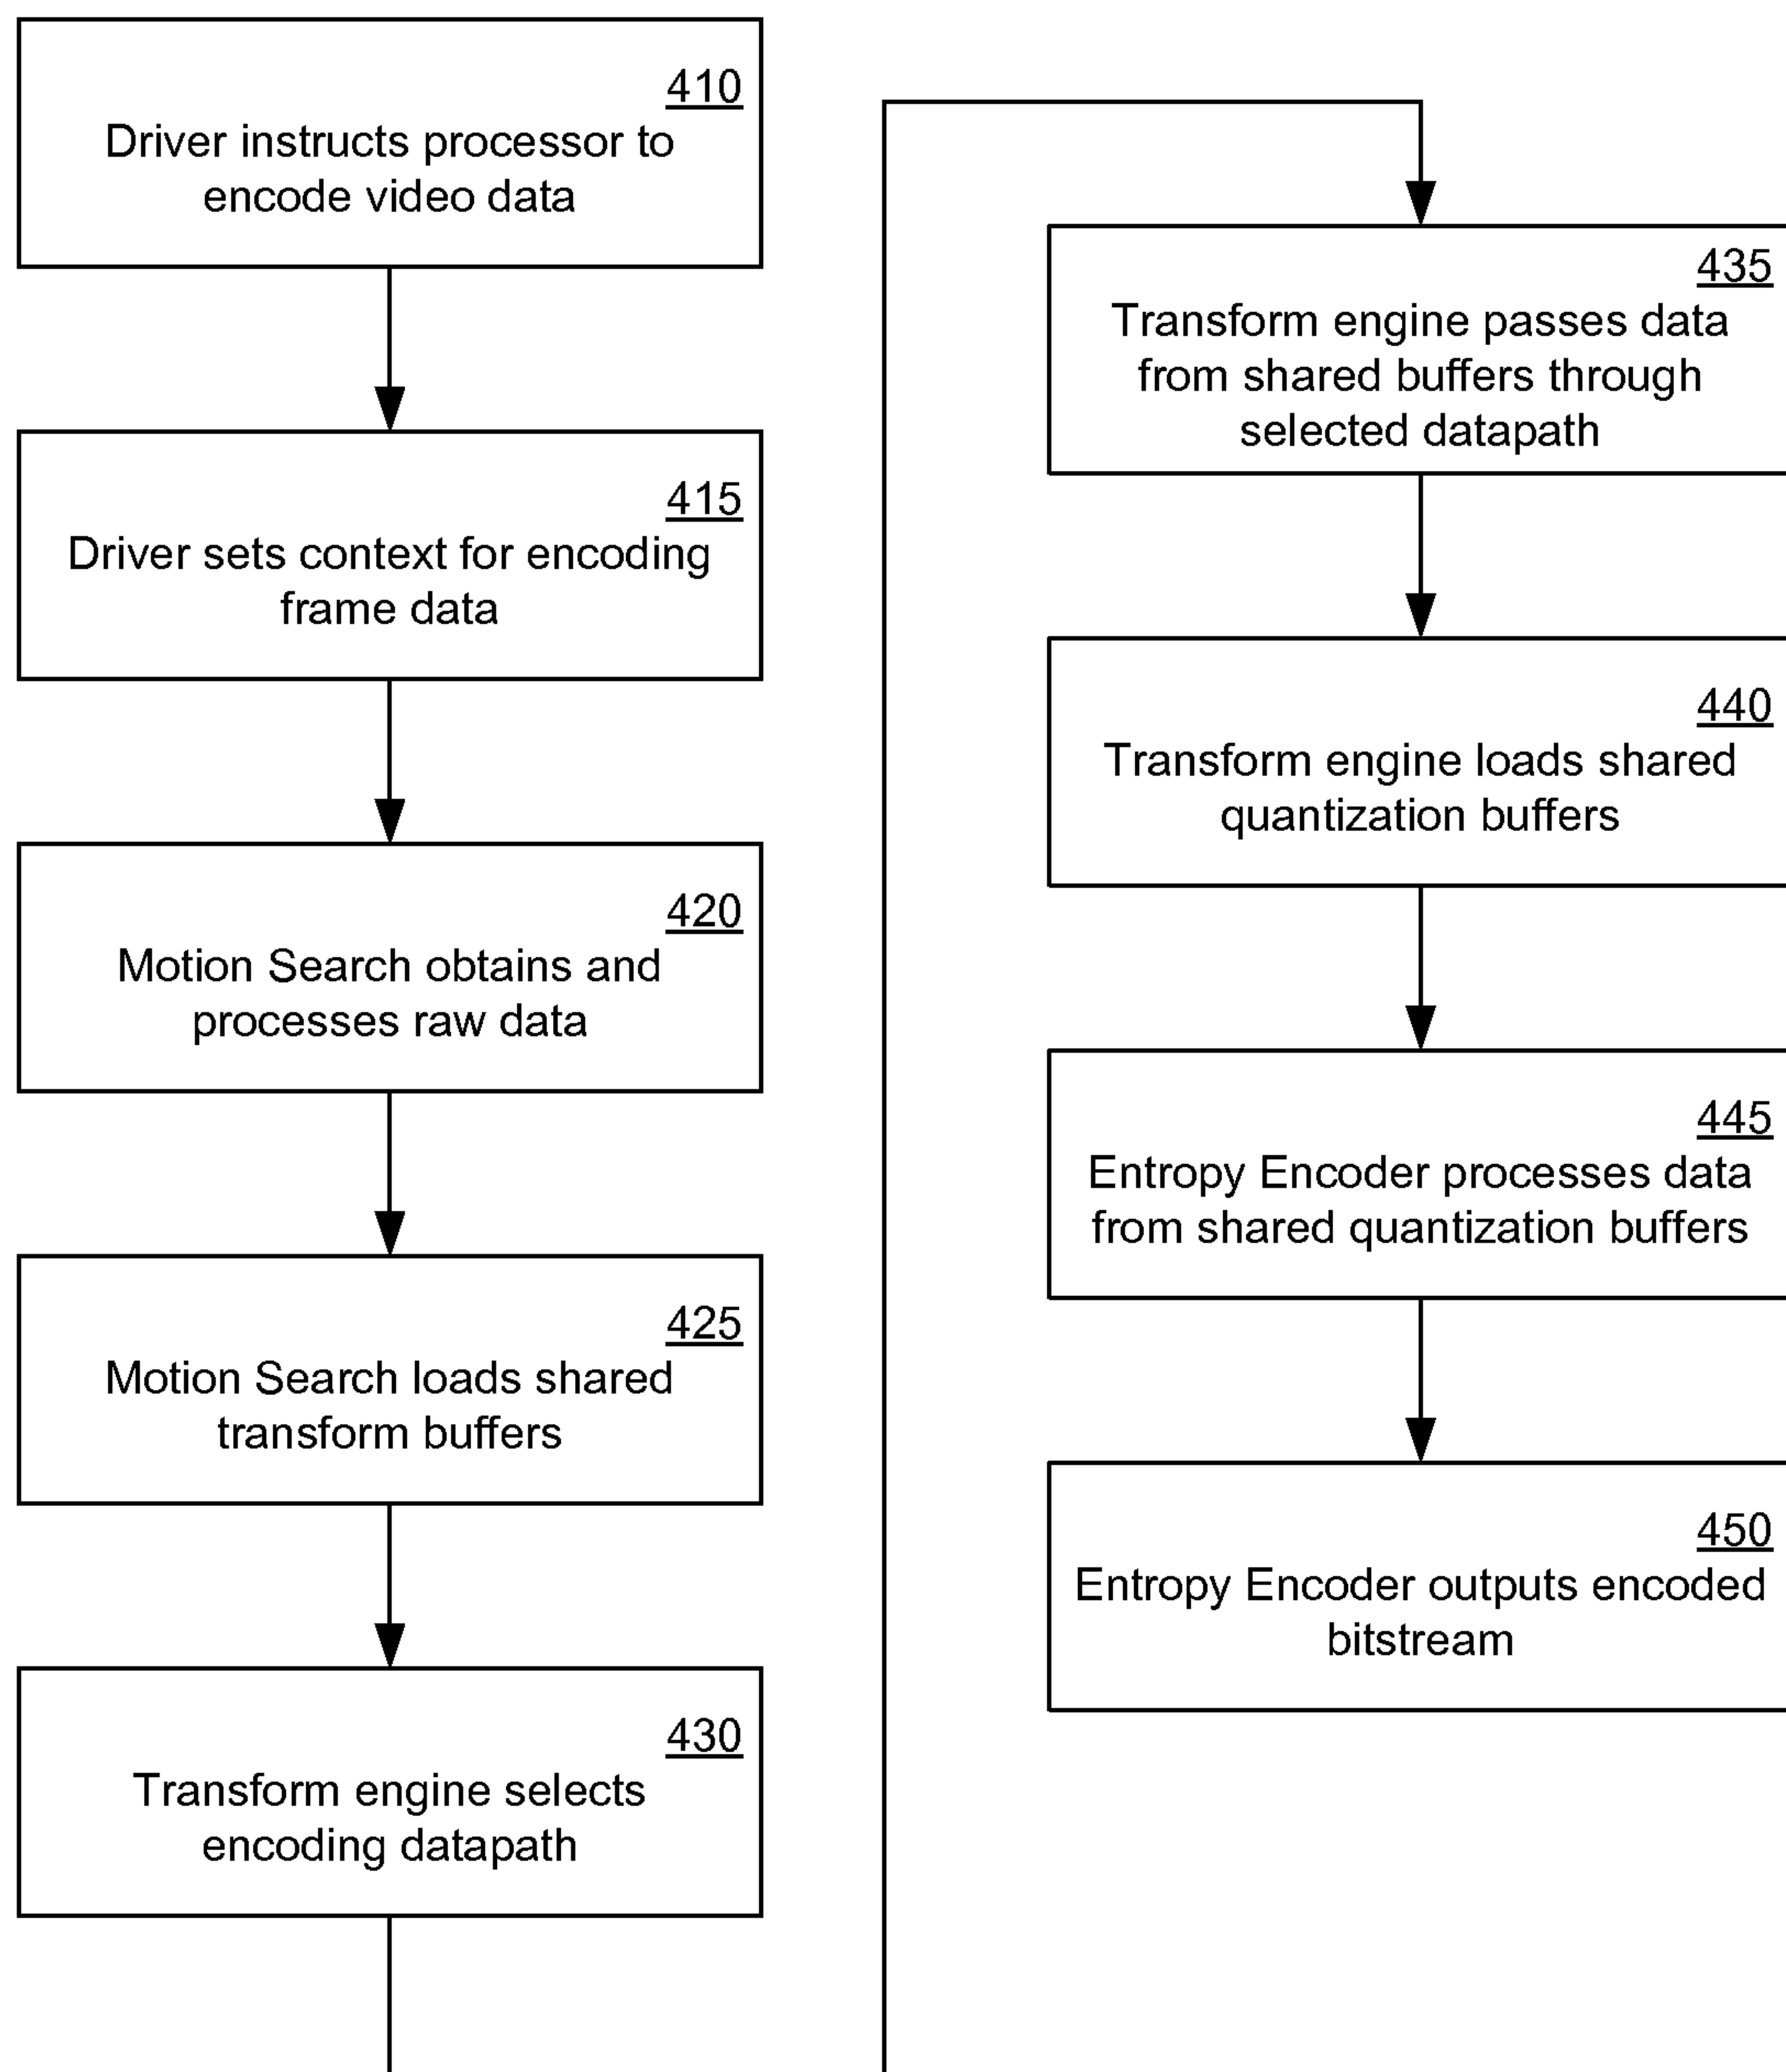 410
Driver instructs processor to
encode video data
415
Driver sets context for encoding
frame data
420
Motion Search obtains and
processes raw data
425
Motion Search loads shared
transform buffers
430
Transform engine selects
encoding datapath
435
Transform engine passes data
from shared buffers through
selected datapath
440
Transform engine loads shared
quantization buffers
445
Entropy Encoder processes data
from shared quantization buffers
450
Entropy Encoder outputs encoded
bitstream